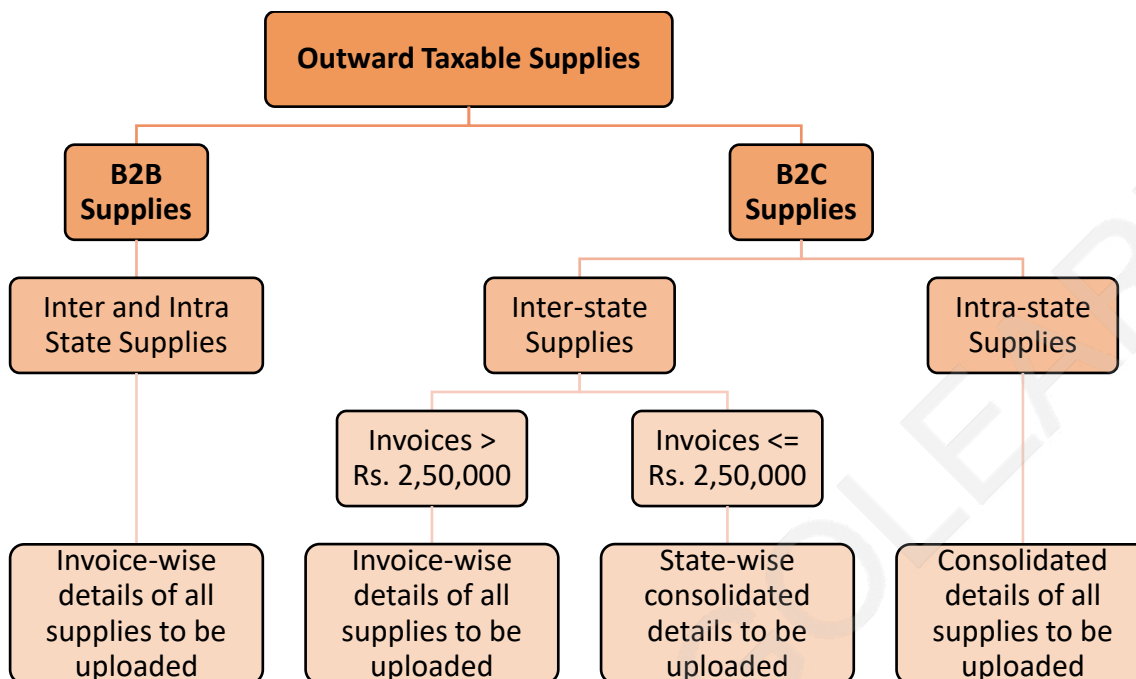 Outward Taxable Supplies
B2B
Supplies
B2C
Supplies
Inter and Intra
State Supplies
Inter-state
Supplies
Intra-state
Supplies
Invoices >
Rs. 2,50,000
Invoices <=
Rs. 2,50,000
Invoice-wise
details of all
supplies to be
uploaded
Invoice-wise
details of all
supplies to be
uploaded
State-wise
consolidated
details to be
uploaded
Consolidated
details of all
supplies to be
uploaded